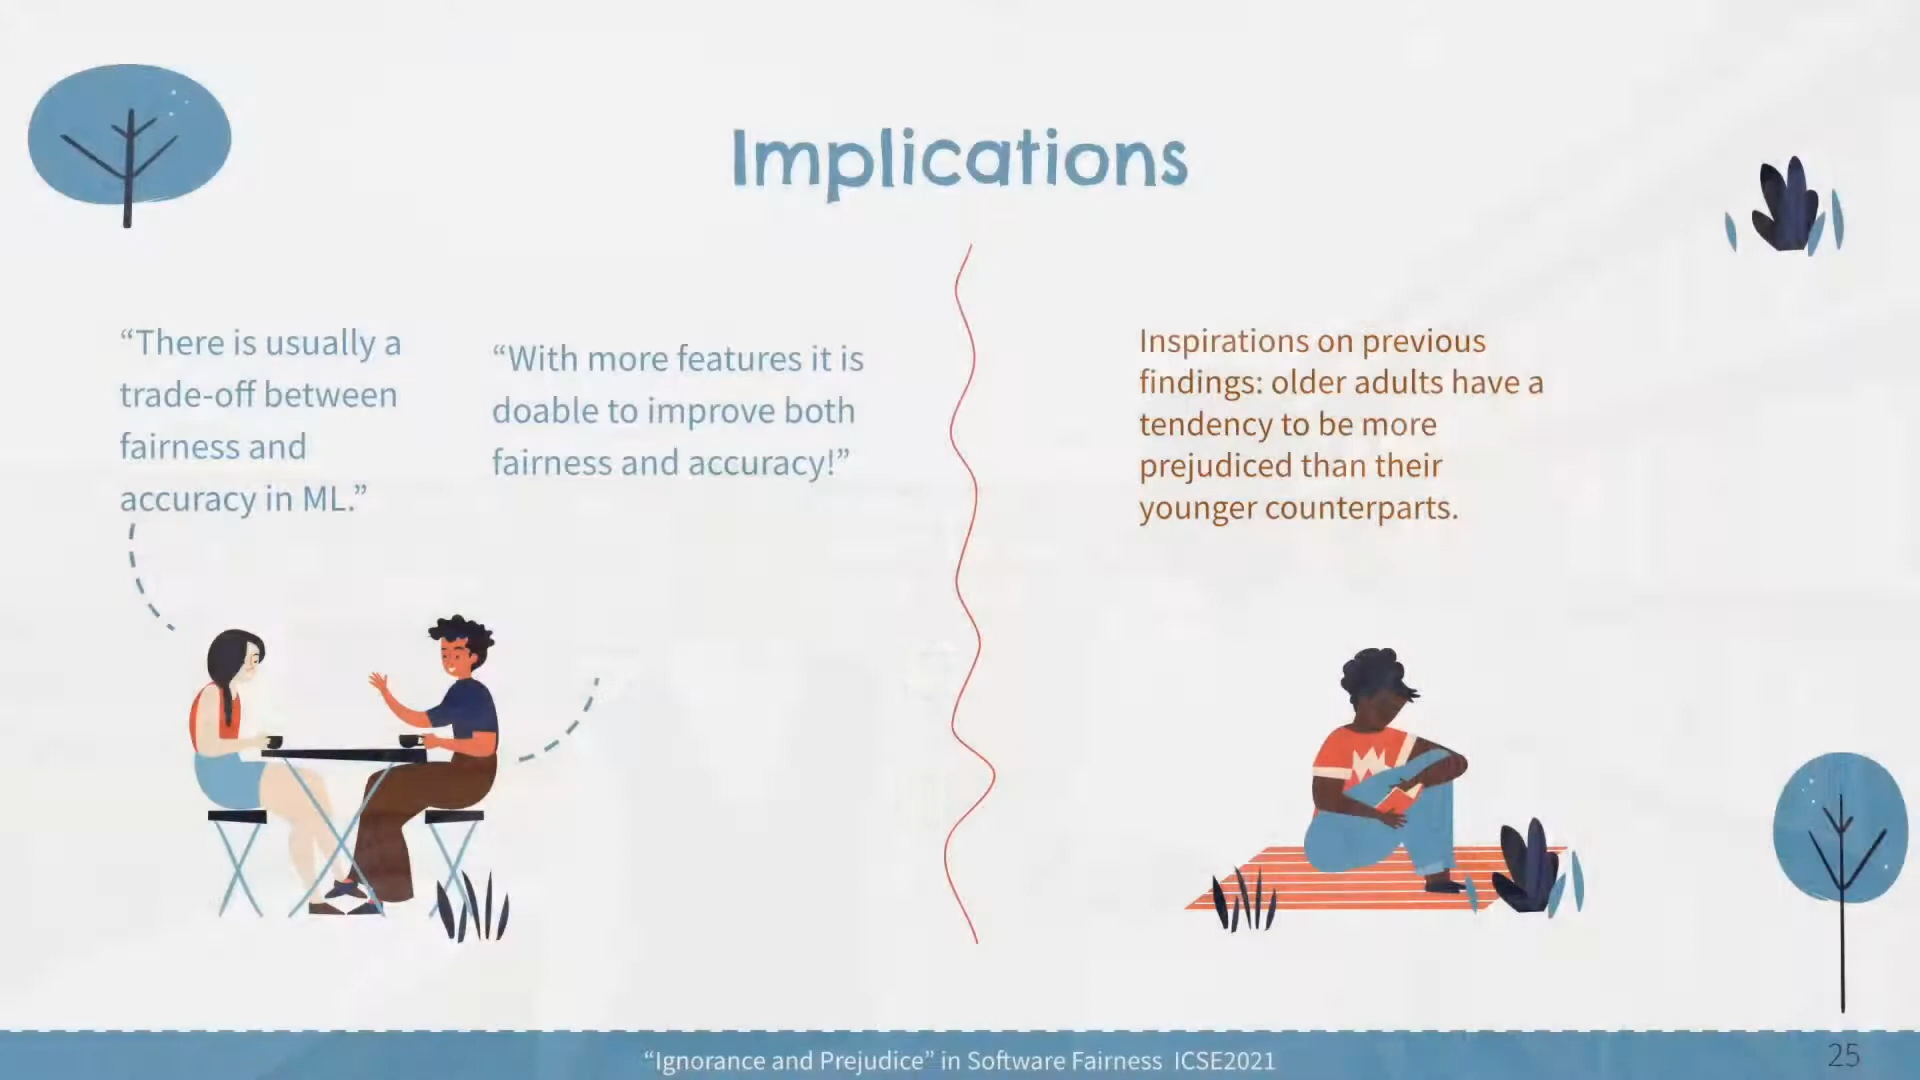 Implications
“There is usually a
trade-off between
fairness and
accuracy in ML.”
“With more features it is
doable to improve both
fairness and accuracy!”
Inspirations on previous
findings: older adults have a
tendency to be more
prejudiced than their
younger counterparts.
“Ignorance and Prejudice” in Software Fairness ICSE2021
25